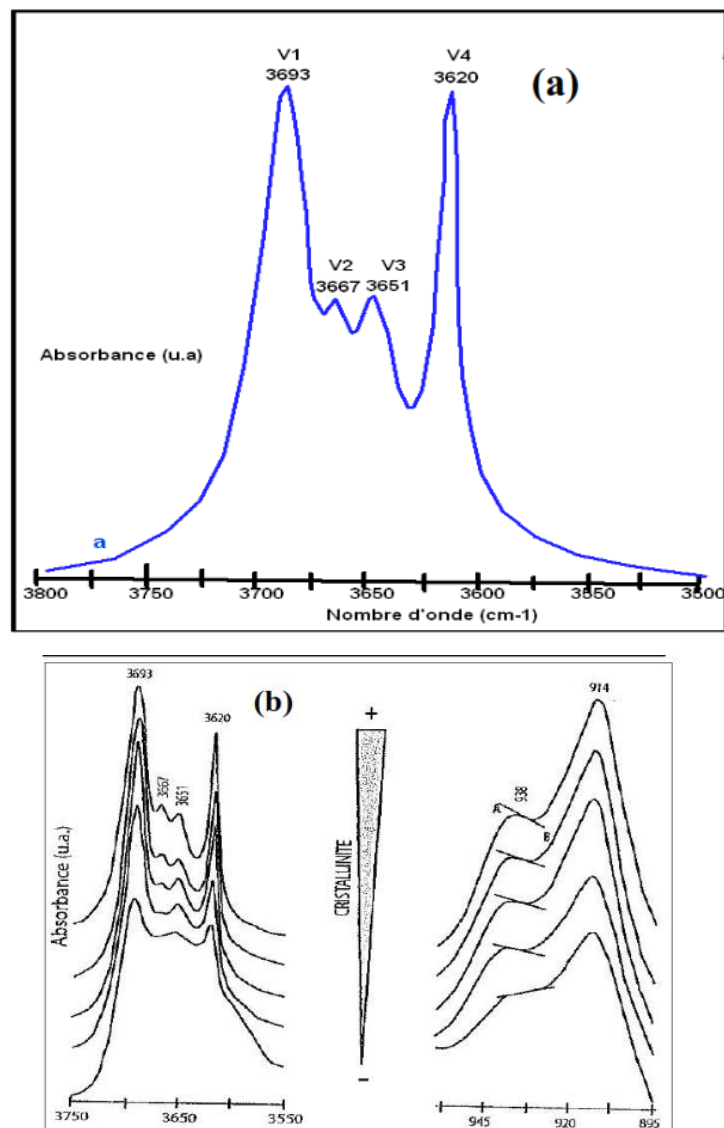 V1 V4
3693 3620
(a)
V2 V3
3667 3651
Absorbance (u.a)
a
3800 3750 3700 3650 3600 3550 3500
Nombre d'onde (cm-1)
3693
(b)
3620
3667
3651
+
914
938
A
B
Absorbance (u.a.)
CRISTALLINITE
–
3750 3650 3550
945 920 895